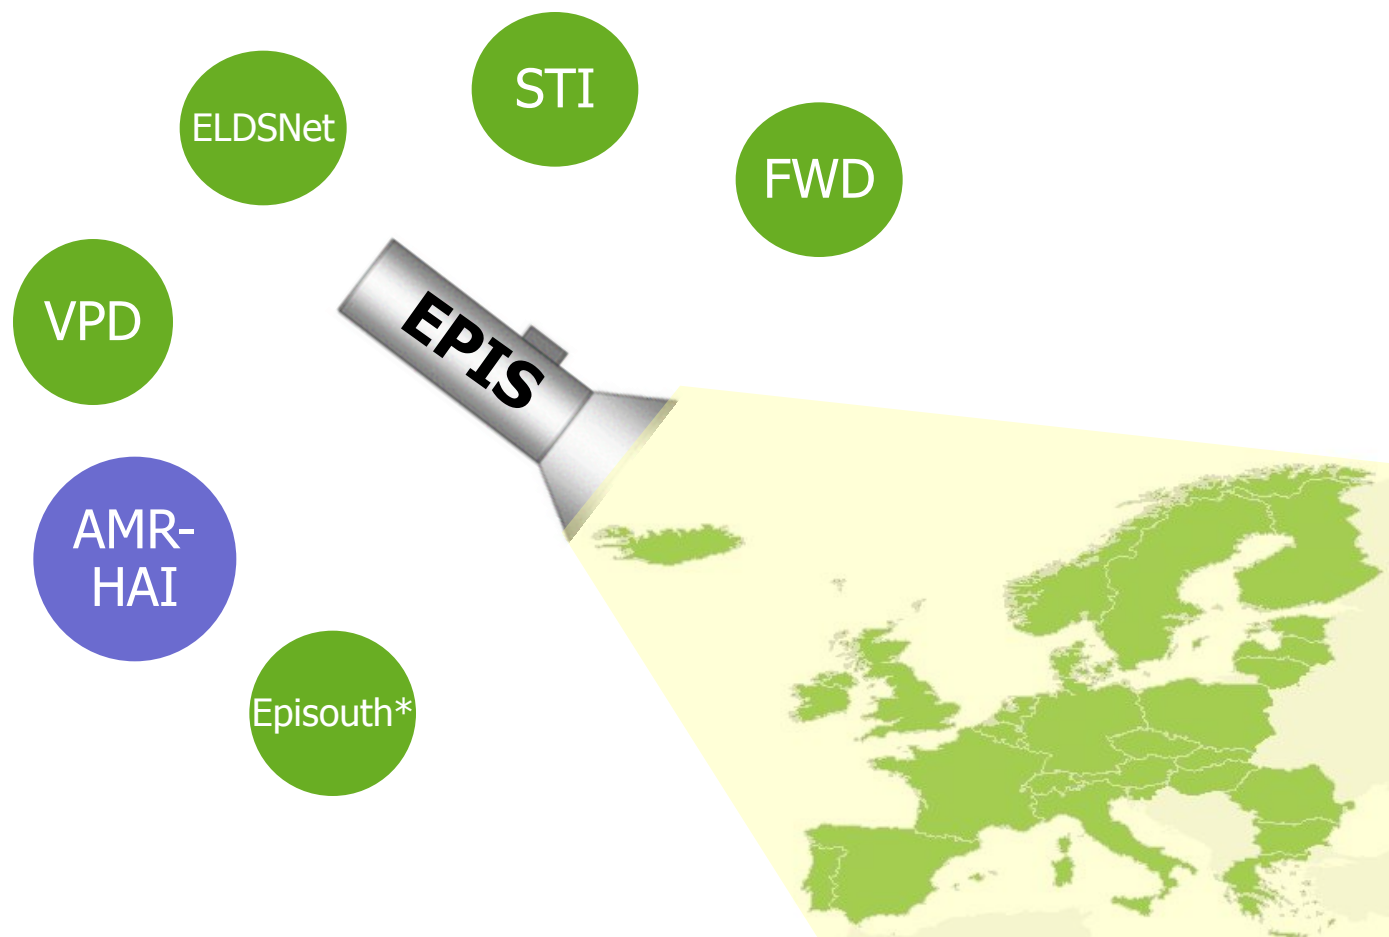 STI
ELDSNet
FWD
VPD
EPIS
AMR-
HAI
Episouth*